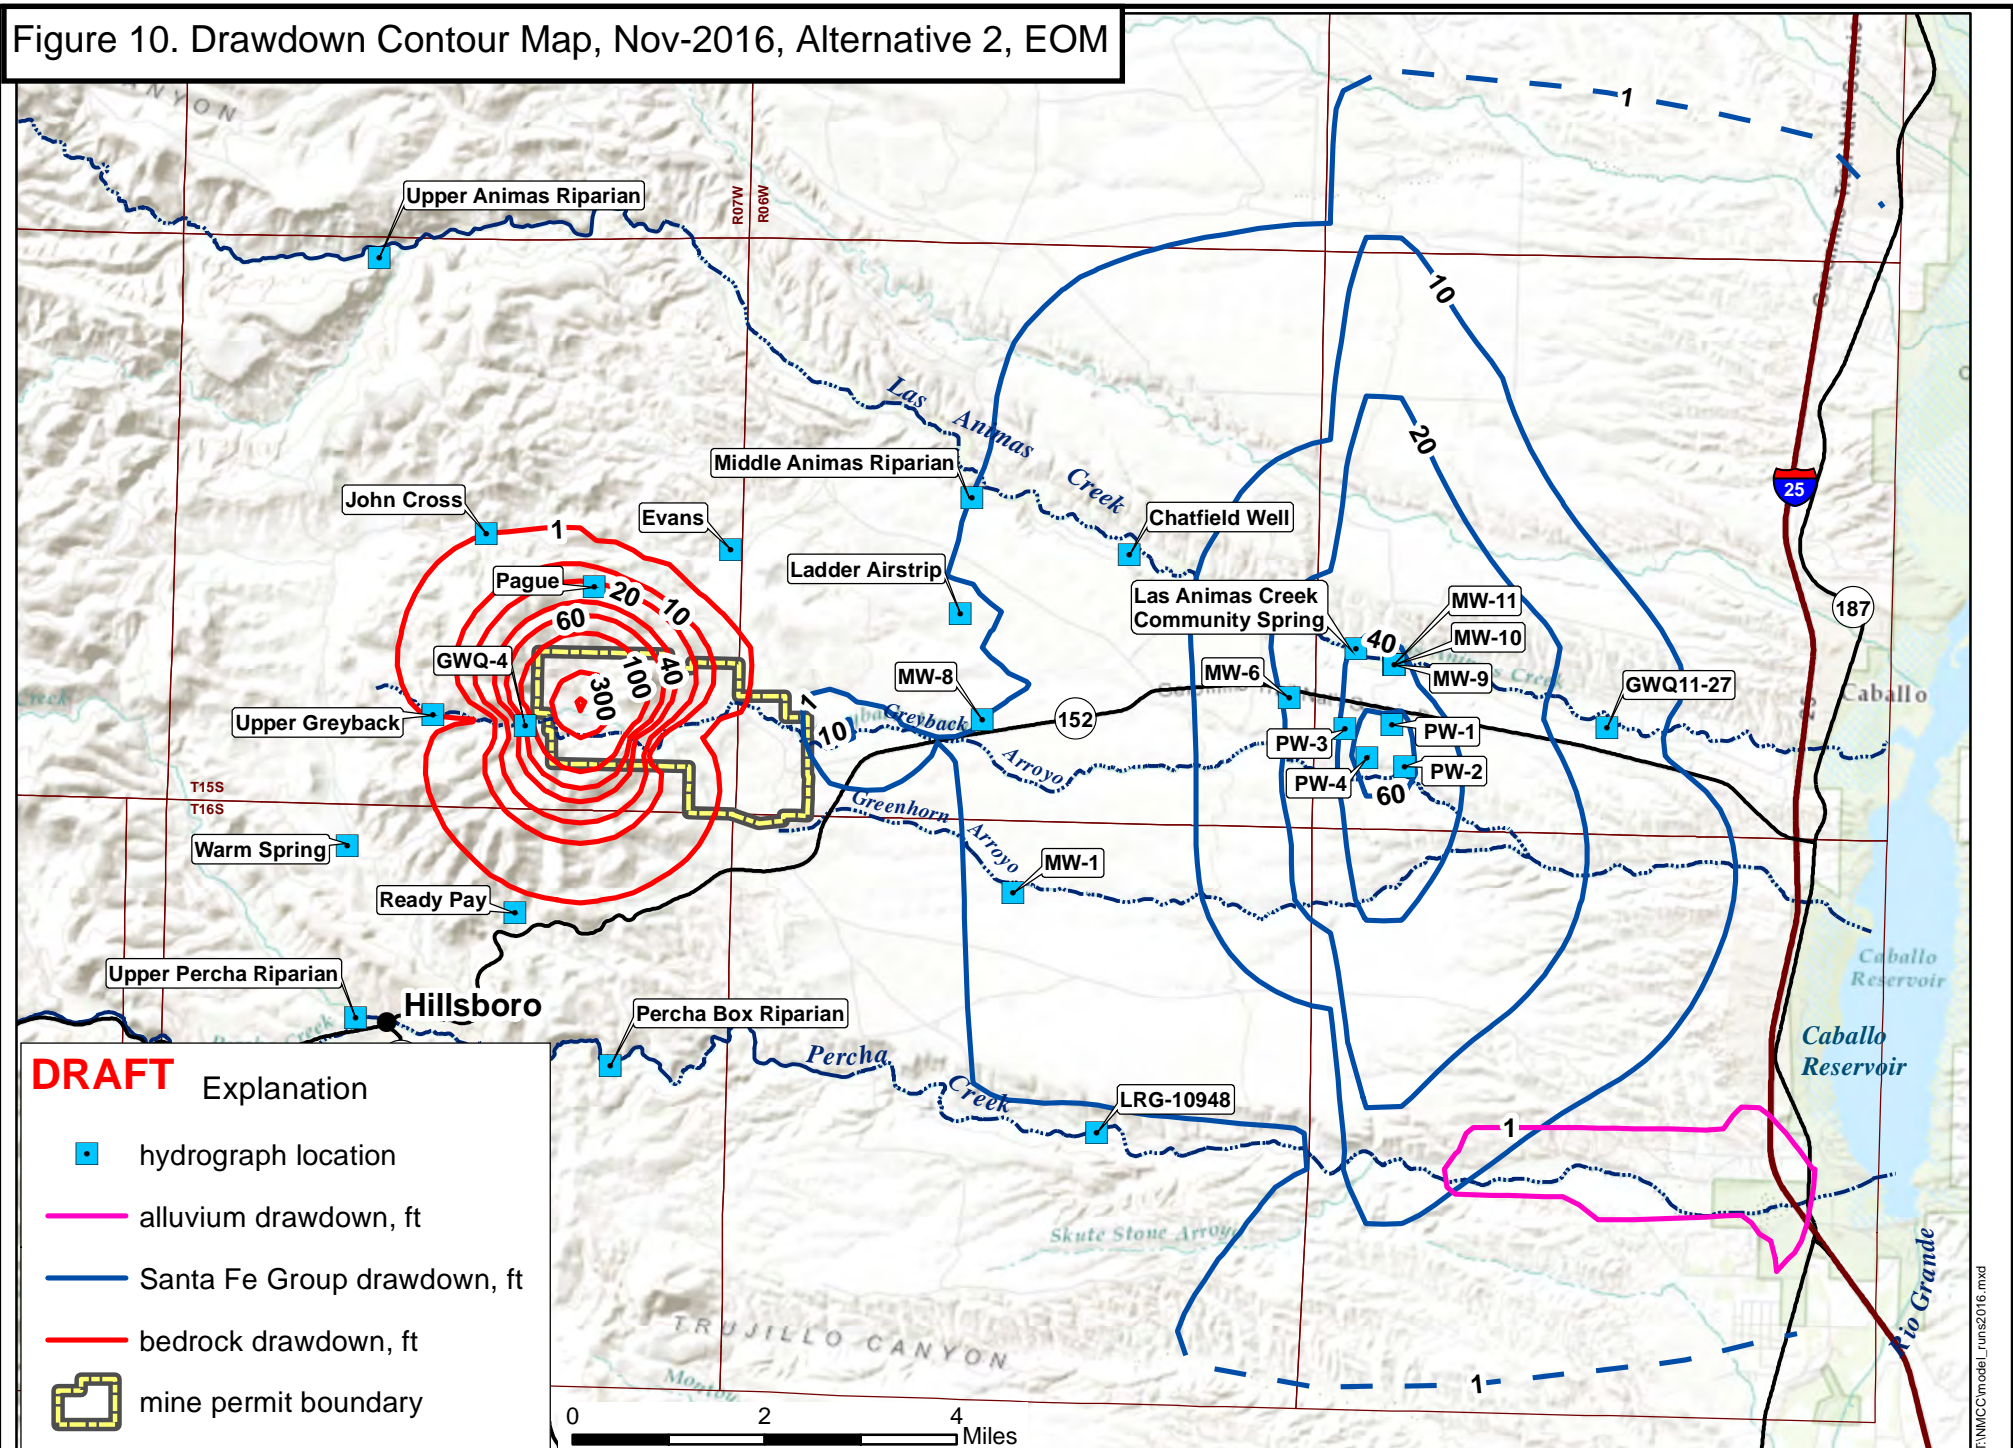 Figure 10. Drawdown Contour Map, Nov-2016, Alternative 2, EOM
CANYON
1
Upper Animas Riparian
R07W
R06W
10
Las Animas Creek
20
25
Middle Animas Riparian
John Cross
1
Evans
Chatfield Well
Pague
20
10
Ladder Airstrip
Las Animas Creek
Community Spring
MW-11
187
60
40
MW-10
GWQ-4
100
40
MW-8
MW-6
MW-9
GWQ11-27
Caballo
300
1
Creek
Upper Greyback
10
Greyback
152
PW-1
PW-3
Arroyo
PW-2
PW-4
60
T15S
T16S
Greenhorn
Arroyo
Warm Spring
MW-1
Ready Pay
Caballo
Reservoir
Upper Percha Riparian
Hillsboro
Percha Box Riparian
Caballo
Reservoir
Percha
Creek
LRG-10948
1
DRAFT
Explanation
hydrograph location
alluvium drawdown, ft
Santa Fe Group drawdown, ft
bedrock drawdown, ft
mine permit boundary
Skute Stone Arroyo
Rio Grande
TRUJILLO CANYON
1
0 2 4
Miles
T:\NMCC\model_runs2016.mxd